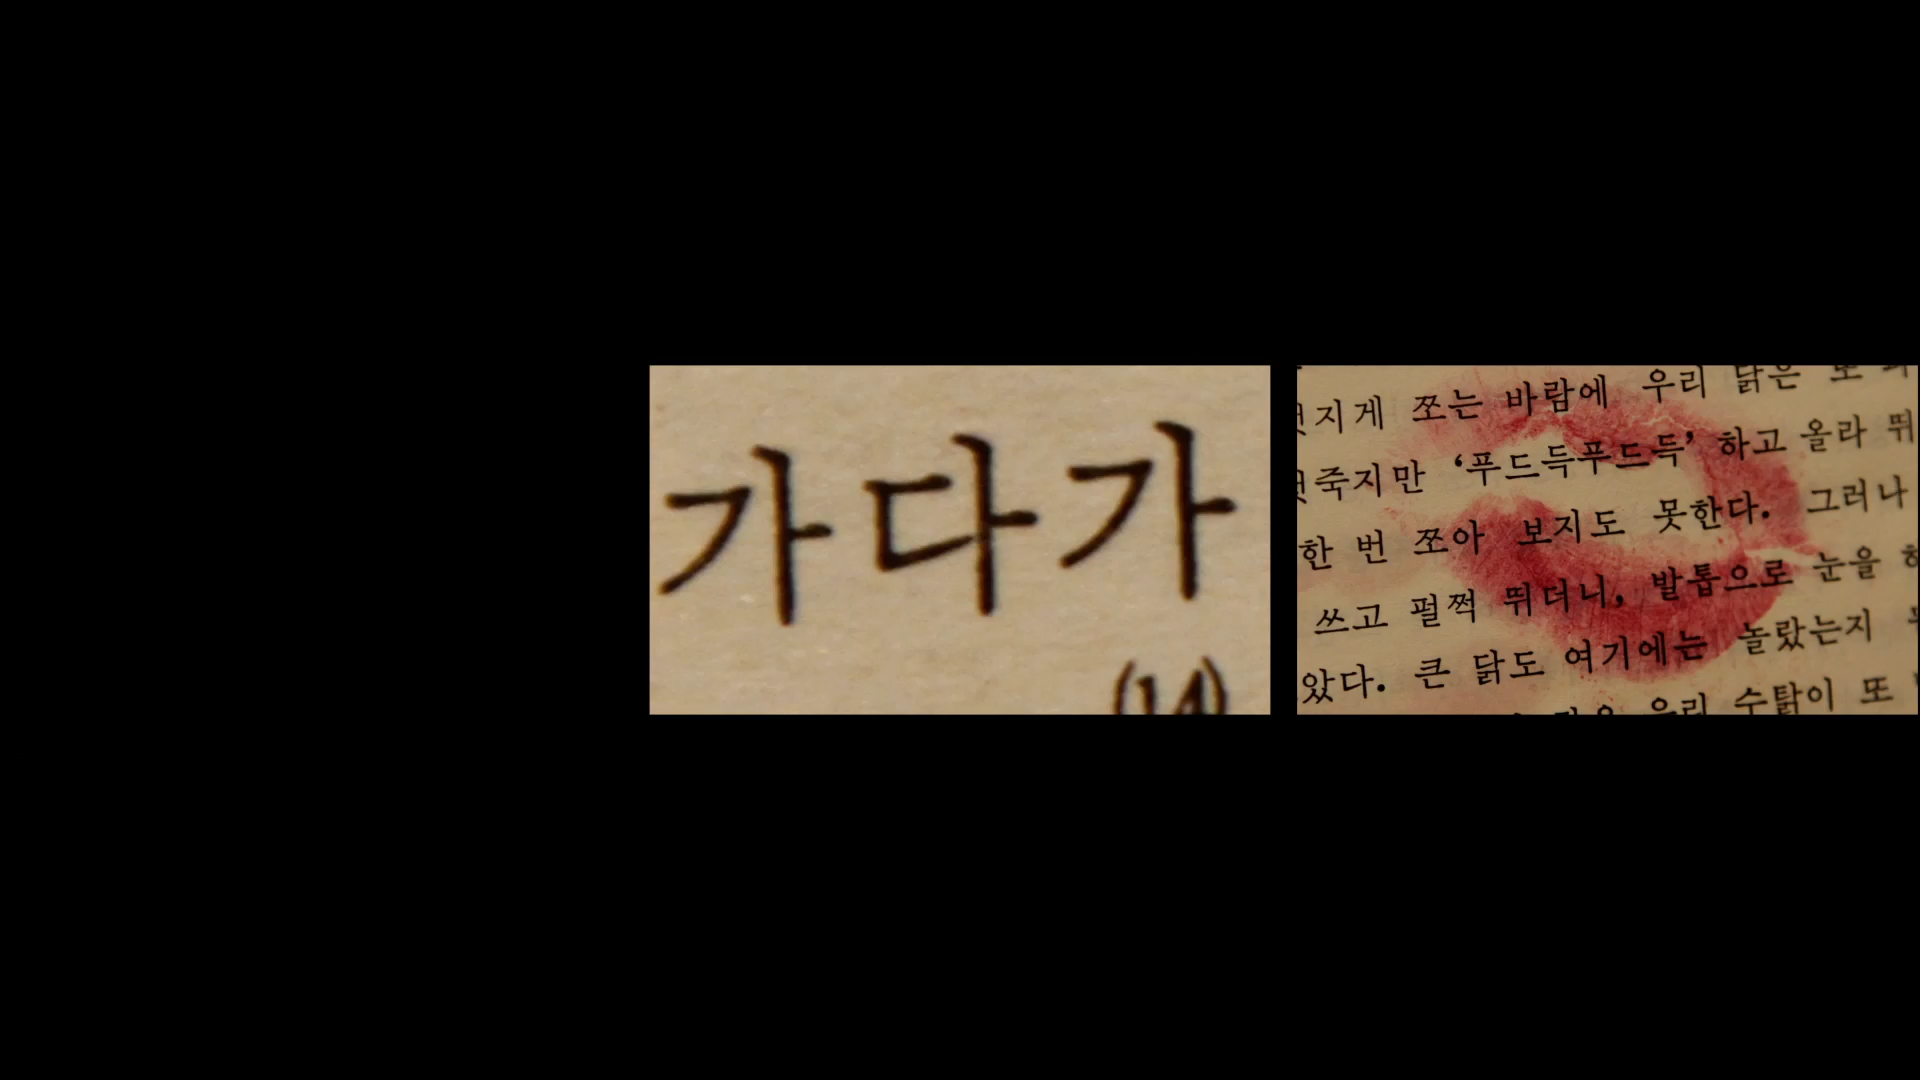 가다가
(14)
지게 쪼는 바람에 우리 닭은 또
죽지만 ‘푸드득푸드득’ 하고 올라 뛰
한 번 쪼아 보지도 못한다. 그러나
쓰고 펄쩍 뛰더니, 발톱으로 눈을
았다. 큰 닭도 여기에는 놀랐는지
우리 수탉이 또